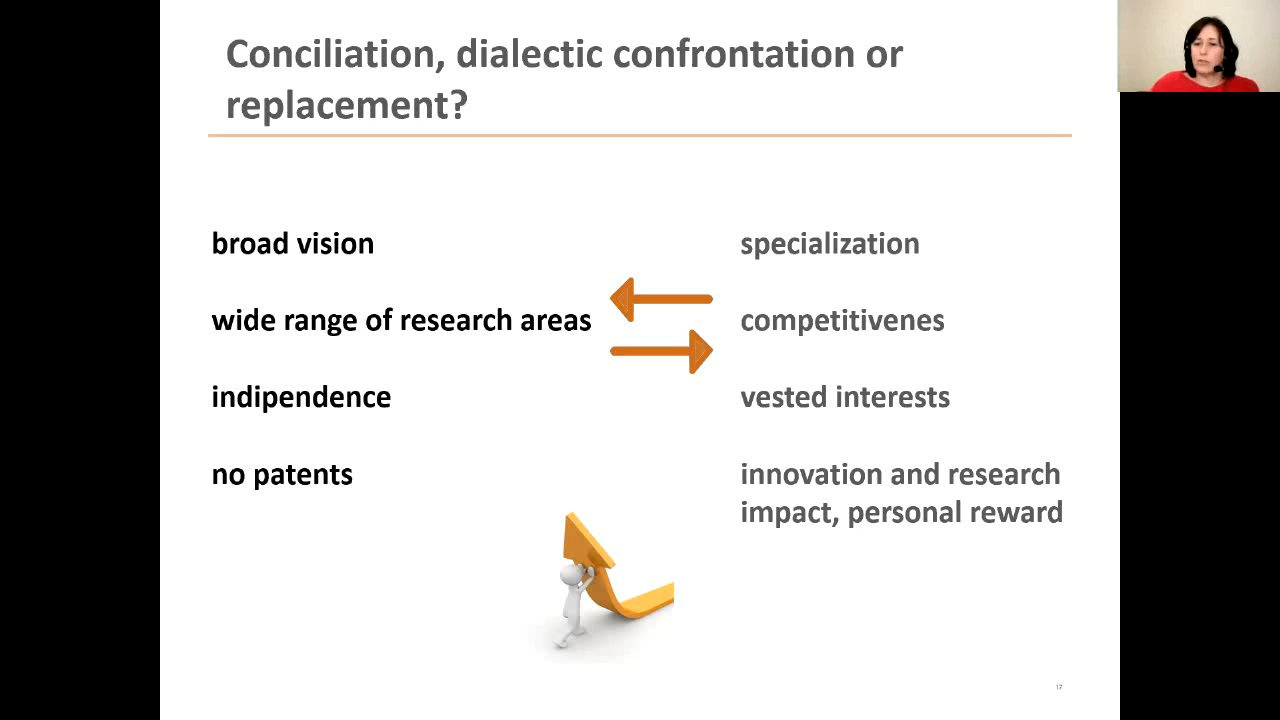 Conciliation, dialectic confrontation or
replacement?
broad vision
wide range of research areas
indipendence
no patents
specialization
competitivenes
vested interests
innovation and research
impact, personal reward
17